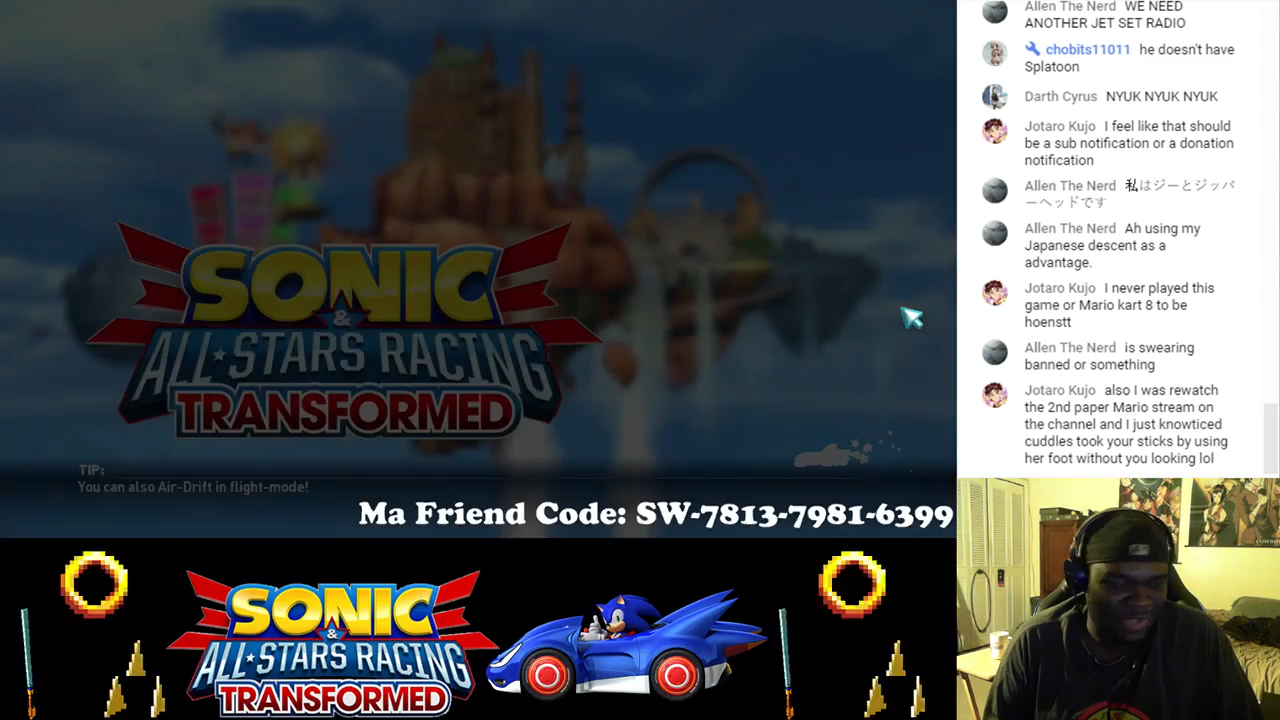 SONIC
&
ALL★STARS RACING
TRANSFORMED
TIP:
You can also Air-Drift in flight-mode!
Ma Friend Code: SW-7813-7981-6399
SONIC
&
ALL★STARS RACING
TRANSFORMED
Allen The Nerd WE NEED
ANOTHER JET SET RADIO
chobits11011 he doesn't have
Splatoon
Darth Cyrus NYUK NYUK NYUK
Jotaro Kujo I feel like that should
be a sub notification or a donation
notification
Allen The Nerd 私はジーとジッパ
ーヘッドです
Allen The Nerd Ah using my
Japanese descent as a
advantage.
Jotaro Kujo I never played this
game or Mario kart 8 to be
hoenstt
Allen The Nerd is swearing
banned or something
Jotaro Kujo also I was rewatch
the 2nd paper Mario stream on
the channel and I just knowticed
cuddles took your sticks by using
her foot without you looking lol